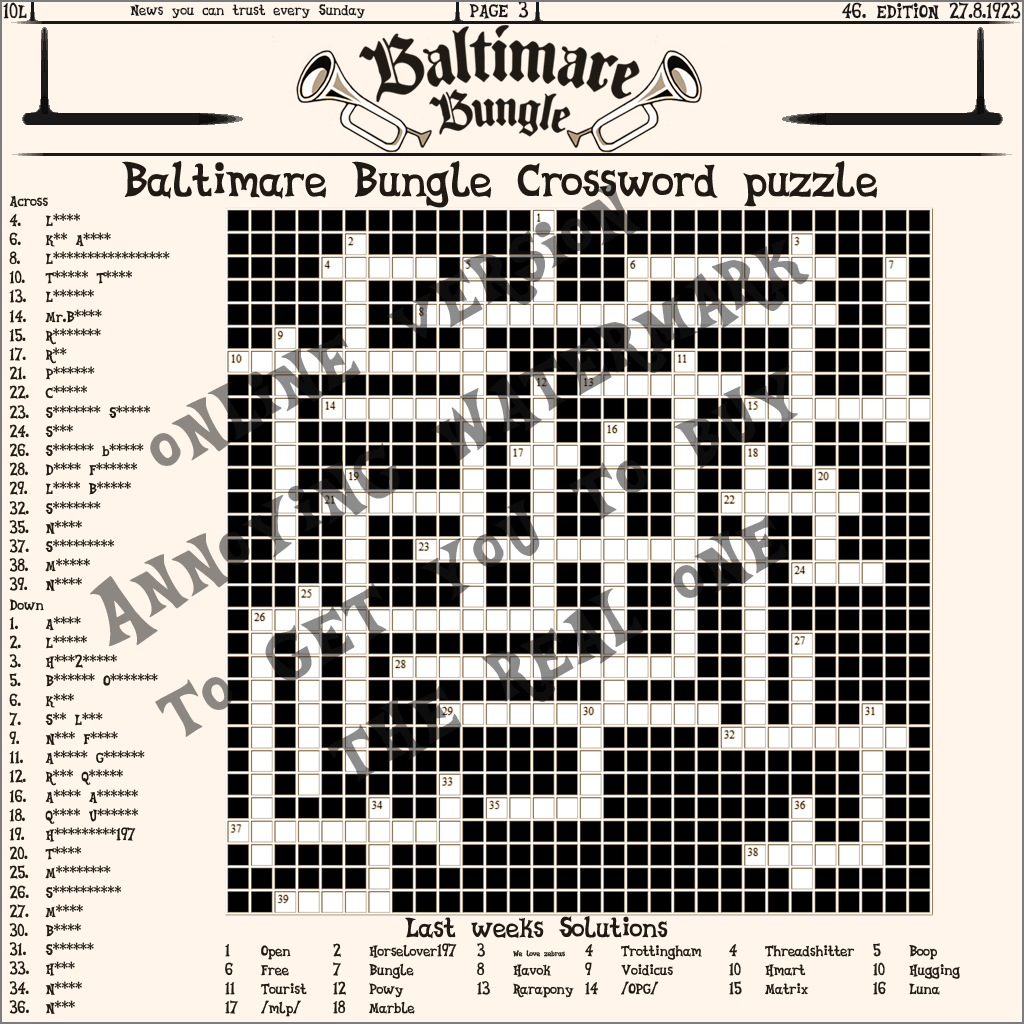 10L News you can trust every Sunday PAGE 3 46. EDITION 27.8.1923
Baltimare
Bungle
Baltimare Bungle Crossword puzzle
Across
4. L****
6. K** A****
8. L*****************
10. T***** T****
13. L******
14. Mr.B****
15. R*******
17. R**
21. P******
22. C*****
23. S******* S*****
24. S***
26. S****** b*****
28. D**** F******
29. L**** B*****
32. S*******
35. N****
37. S*********
38. M*****
39. N****
Down
1. A****
2. L*****
3. H***2*****
5. B****** O*******
6. K***
7. S** L***
9. N*** F****
11. A***** G******
12. R*** Q*****
16. A**** A******
18. Q**** U******
19. H*********197
20. T****
25. M********
26. S**********
27. M****
30. B****
31. S******
33. H***
34. N****
36. N***
1
2 3
4 5 6 7
8
9
10 11
12 13
14 15
16
17 18
19 20
21 22
23
24
25
26
27
28
29 30 31
32
33
34 35 36
37
38
39
ONLINE VERSION
ANNOYING WATERMARK
TO GET YOU TO BUY
THE REAL ONE
Last weeks Solutions
1 Open 2 Horselover197 3 We love zebras 4 Trottingham 4 Threadshitter 5 Boop
6 Free 7 Bungle 8 Havok 9 Voidicus 10 Hmart 10 Hugging
11 Tourist 12 Powy 13 Rarapony 14 /OPG/ 15 Matrix 16 Luna
17 /mlp/ 18 Marble